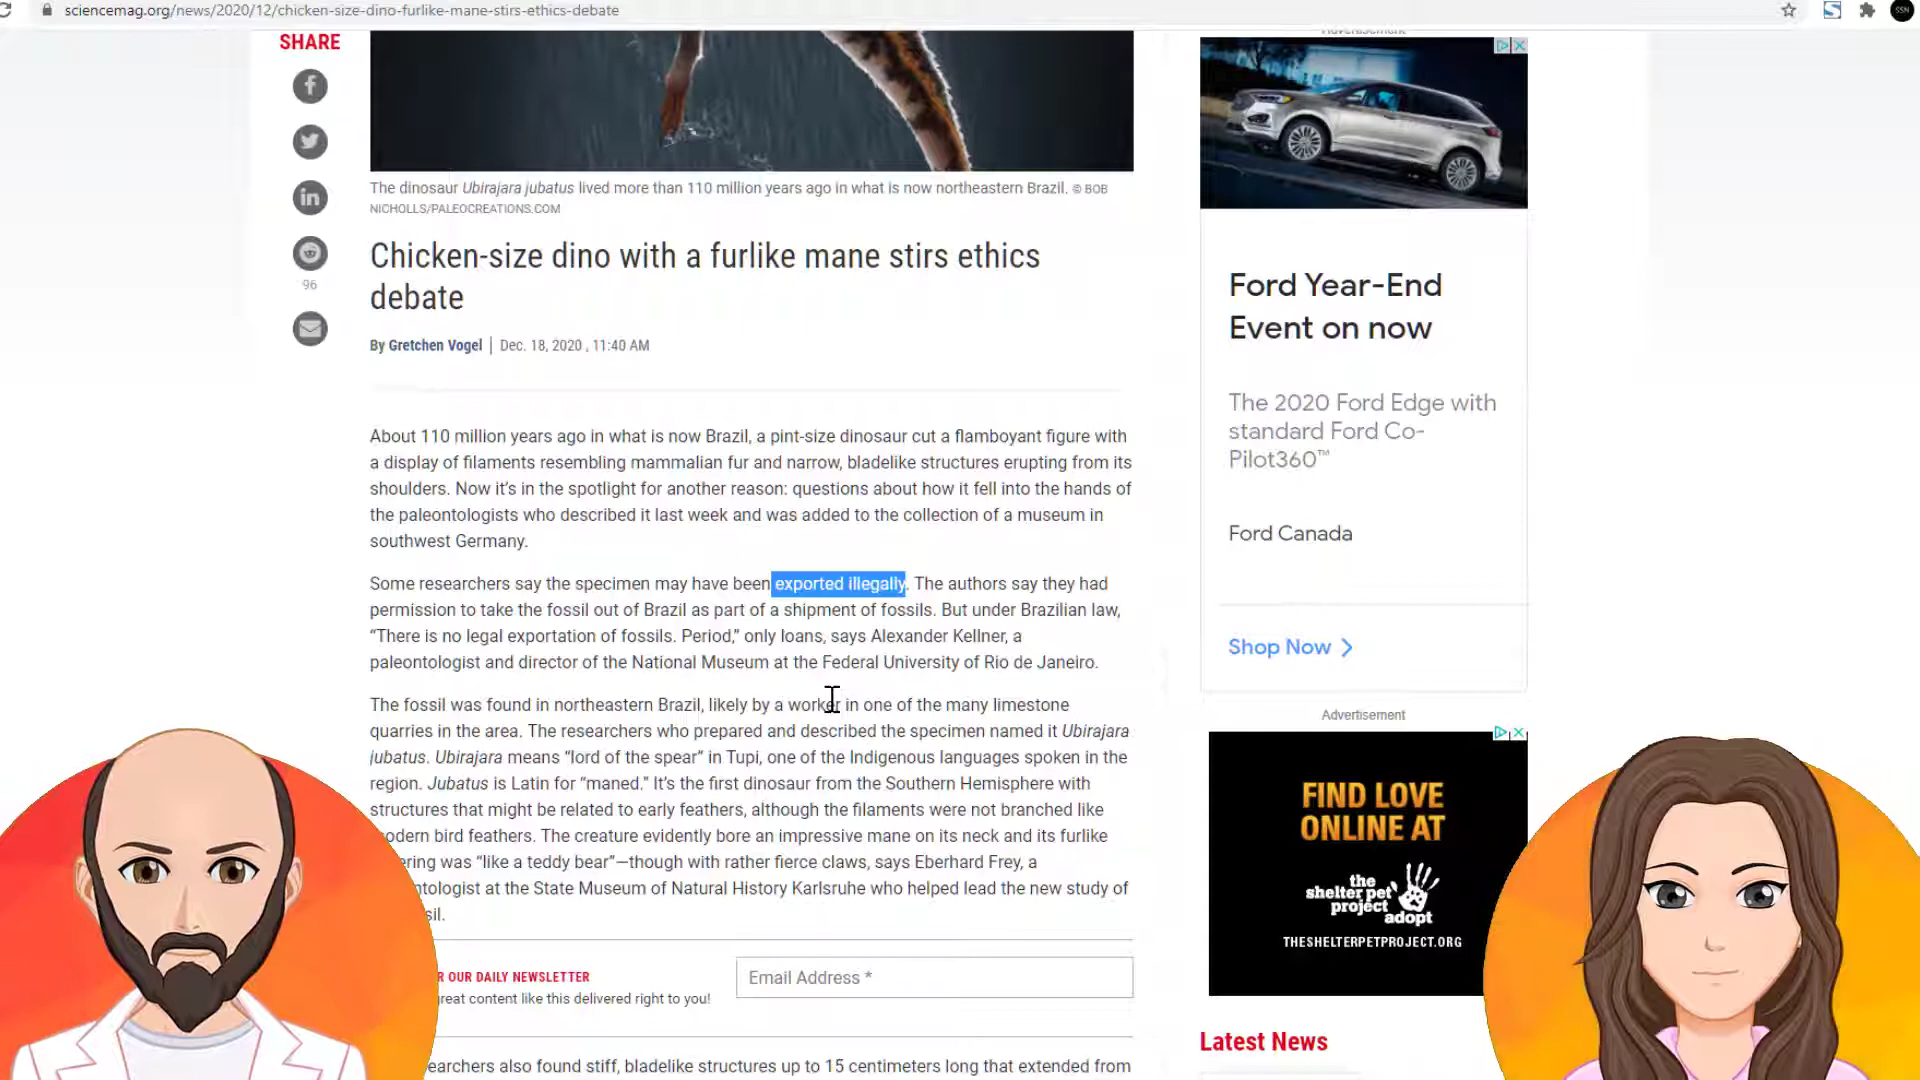 sciencemag.org/news/2020/12/chicken-size-dino-furlike-mane-stirs-ethics-debate
SSN
SHARE
96
The dinosaur Ubirajara jubatus lived more than 110 million years ago in what is now northeastern Brazil. © BOB
NICHOLLS/PALEOCREATIONS.COM
Chicken-size dino with a furlike mane stirs ethics
debate
By Gretchen Vogel | Dec. 18, 2020 , 11:40 AM
About 110 million years ago in what is now Brazil, a pint-size dinosaur cut a flamboyant figure with
a display of filaments resembling mammalian fur and narrow, bladelike structures erupting from its
shoulders. Now it’s in the spotlight for another reason: questions about how it fell into the hands of
the paleontologists who described it last week and was added to the collection of a museum in
southwest Germany.
Some researchers say the specimen may have been exported illegally. The authors say they had
permission to take the fossil out of Brazil as part of a shipment of fossils. But under Brazilian law,
“There is no legal exportation of fossils. Period,” only loans, says Alexander Kellner, a
paleontologist and director of the National Museum at the Federal University of Rio de Janeiro.
The fossil was found in northeastern Brazil, likely by a worker in one of the many limestone
quarries in the area. The researchers who prepared and described the specimen named it Ubirajara
jubatus. Ubirajara means “lord of the spear” in Tupi, one of the Indigenous languages spoken in the
region. Jubatus is Latin for “maned.” It’s the first dinosaur from the Southern Hemisphere with
structures that might be related to early feathers, although the filaments were not branched like
odern bird feathers. The creature evidently bore an impressive mane on its neck and its furlike
ering was “like a teddy bear”—though with rather fierce claws, says Eberhard Frey, a
ntologist at the State Museum of Natural History Karlsruhe who helped lead the new study of
sil.
R OUR DAILY NEWSLETTER
great content like this delivered right to you!
Email Address *
earchers also found stiff, bladelike structures up to 15 centimeters long that extended from
Advertisement
Ford Year-End
Event on now
The 2020 Ford Edge with
standard Ford Co-
Pilot360™
Ford Canada
Shop Now
Advertisement
FIND LOVE
ONLINE AT
the
shelter pet
project
adopt
THESHELTERPETPROJECT.ORG
Latest News